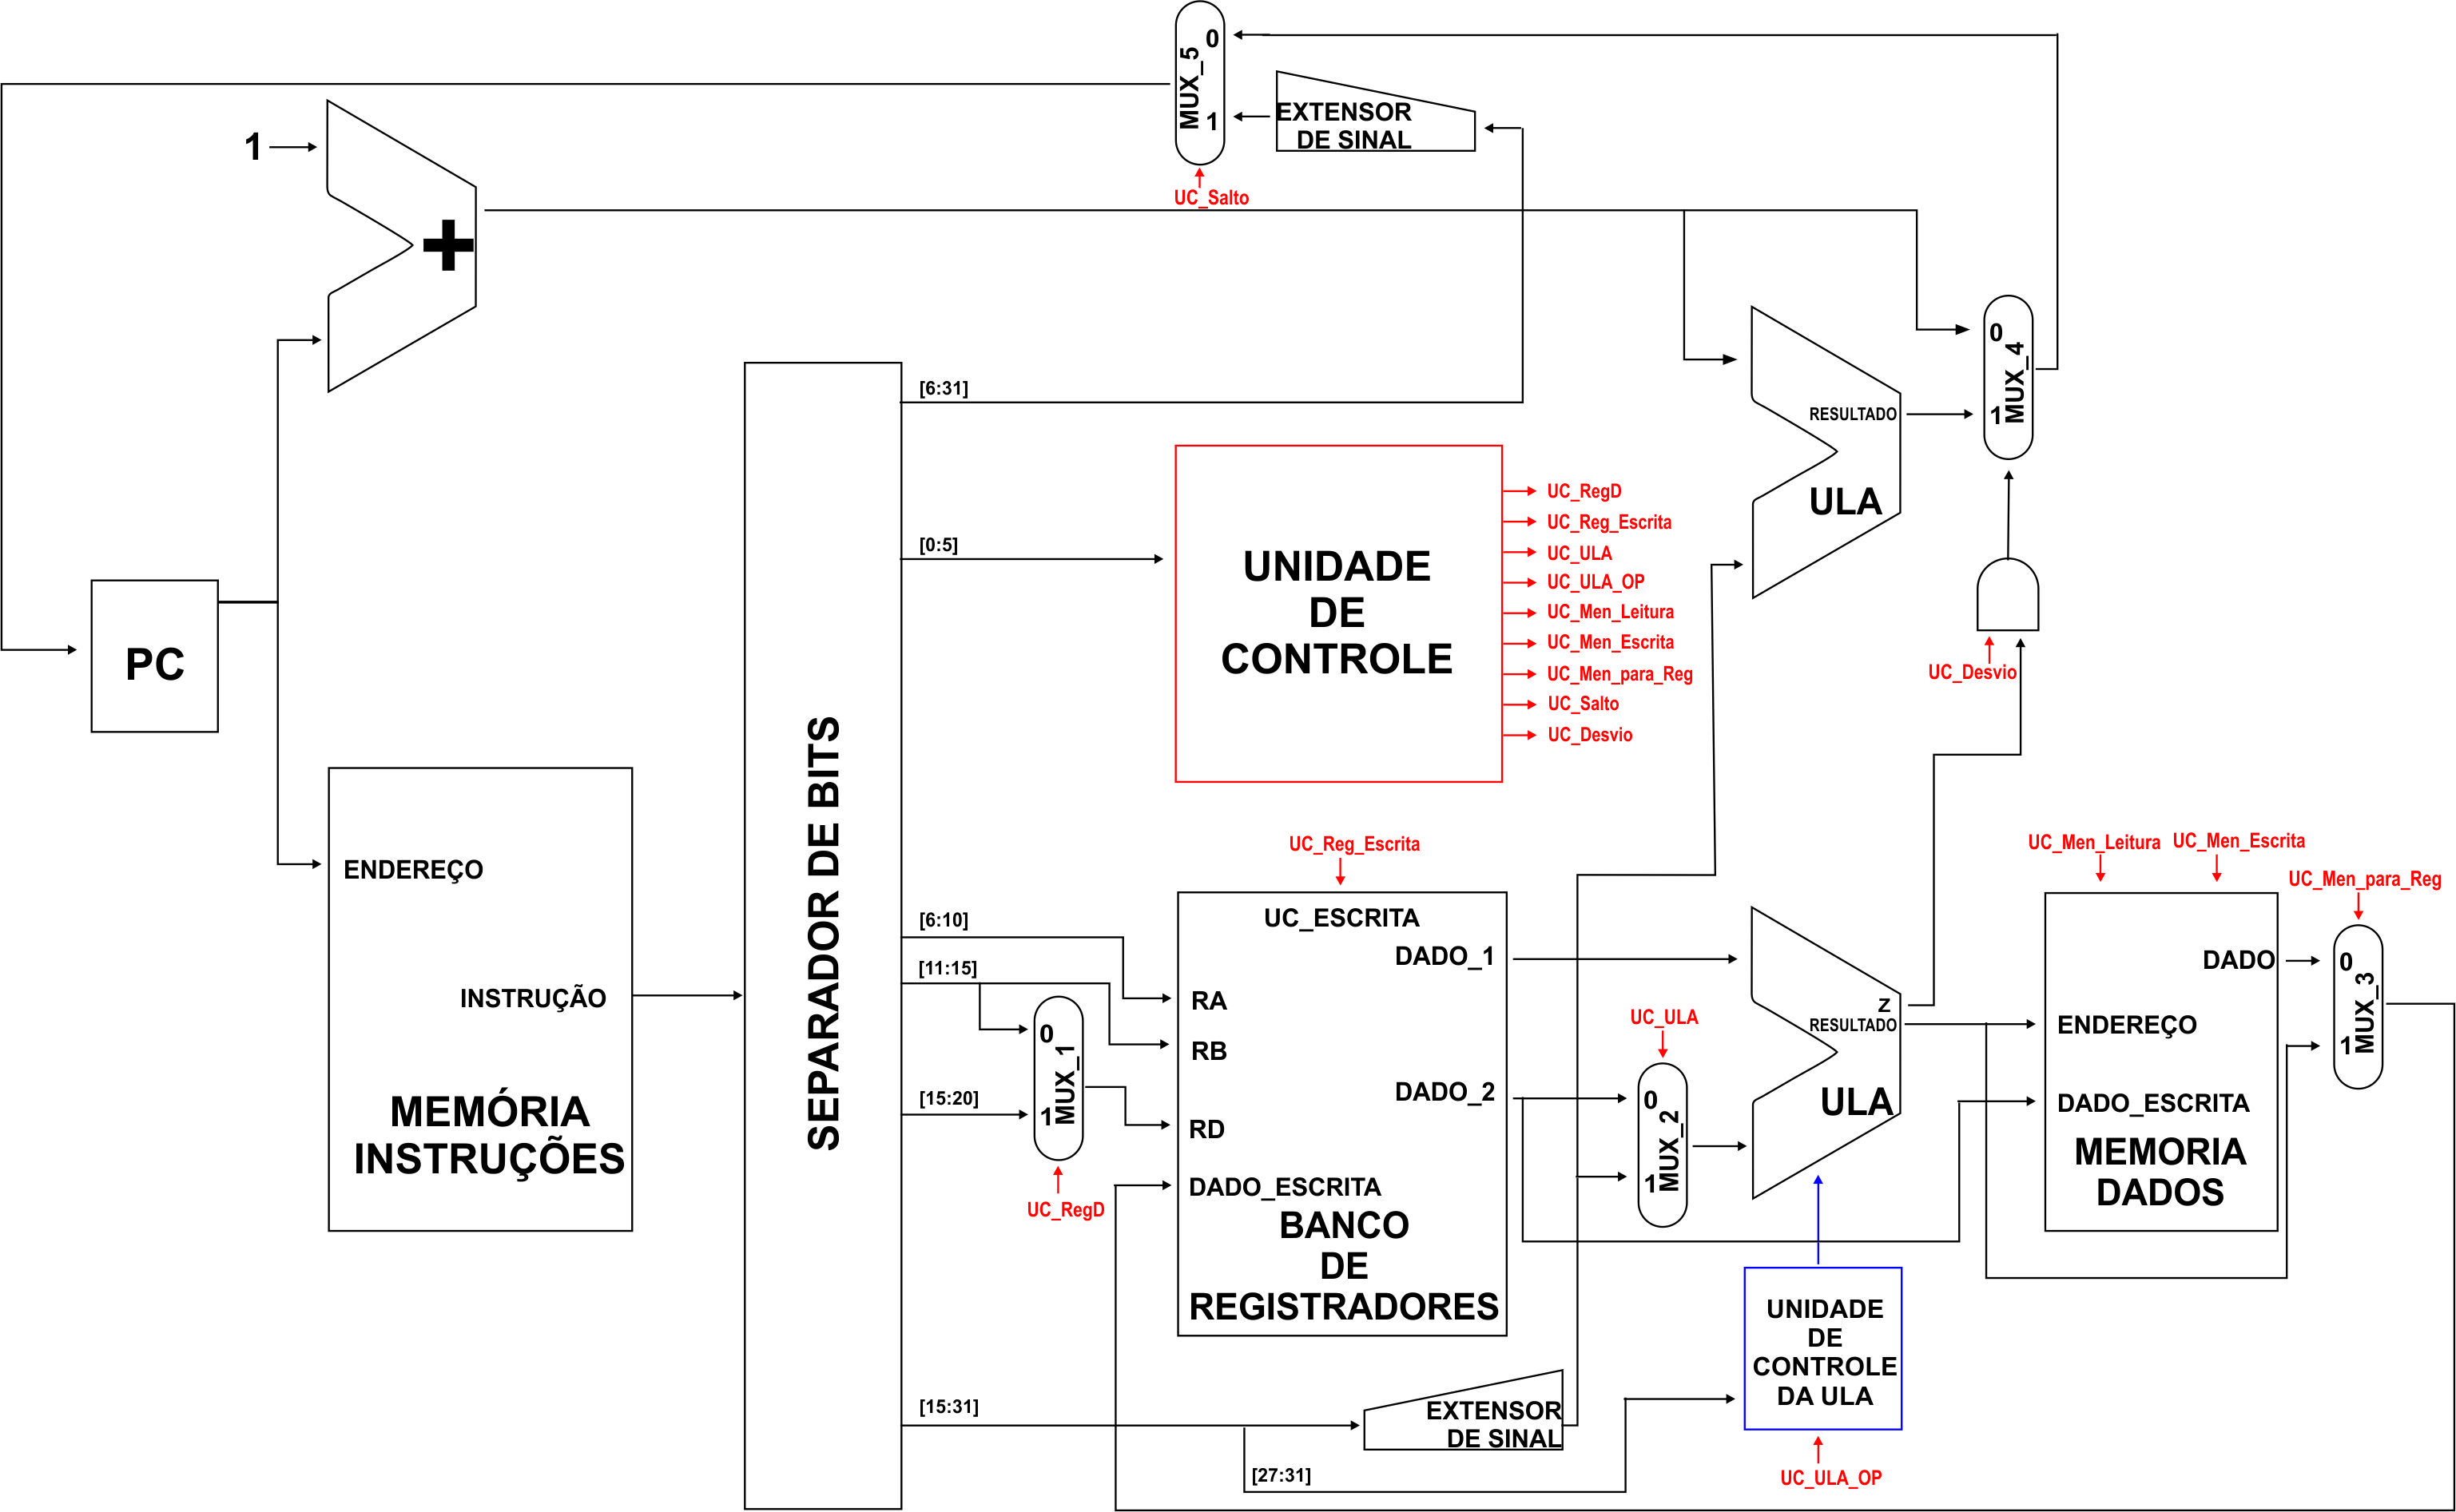 MUX_5
0
1
EXTENSOR
DE SINAL
UC_Salto
1
+
MUX_4
0
1
RESULTADO
ULA
UC_Desvio
[6:31]
[0:5]
UNIDADE
DE
CONTROLE
UC_RegD
UC_Reg_Escrita
UC_ULA
UC_ULA_OP
UC_Men_Leitura
UC_Men_Escrita
UC_Men_para_Reg
UC_Salto
UC_Desvio
PC
ENDEREÇO
INSTRUÇÃO
MEMÓRIA
INSTRUÇÕES
SEPARADOR DE BITS
[6:10]
[11:15]
[15:20]
[15:31]
[27:31]
0
1
MUX_1
UC_RegD
UC_Reg_Escrita
UC_ESCRITA
DADO_1
RA
RB
DADO_2
RD
DADO_ESCRITA
BANCO
DE
REGISTRADORES
EXTENSOR
DE SINAL
UC_ULA
0
1
MUX_2
Z
RESULTADO
ULA
UNIDADE
DE
CONTROLE
DA ULA
UC_ULA_OP
UC_Men_Leitura
UC_Men_Escrita
UC_Men_para_Reg
DADO
ENDEREÇO
DADO_ESCRITA
MEMORIA
DADOS
0
1
MUX_3